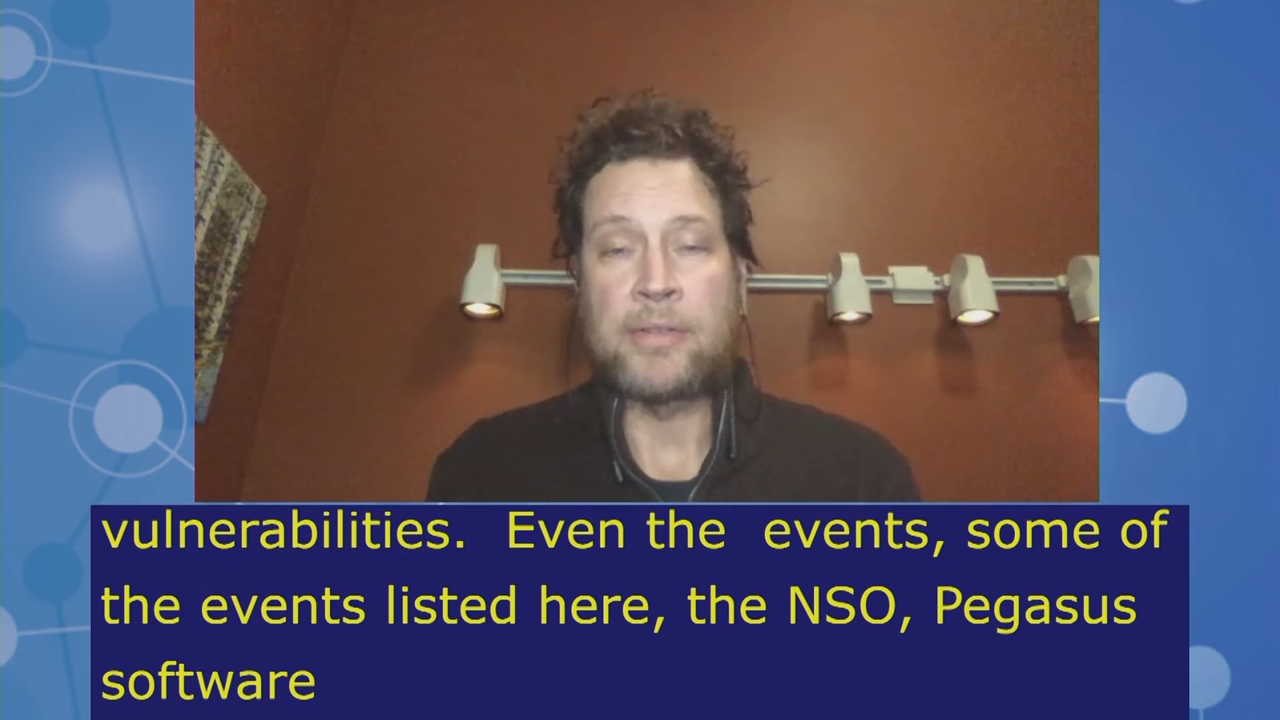 vulnerabilities.  Even the  events, some of
the events listed here, the NSO, Pegasus
software